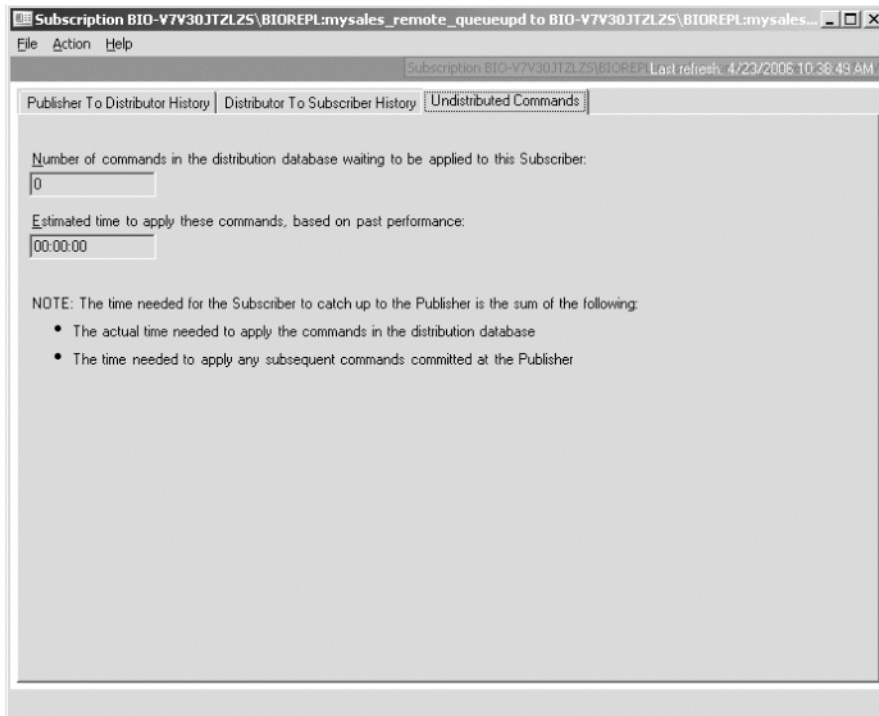 Subscription BIO-V7V30JTZLZS\BIOREPL:mysales_remote_queueupd to BIO-V7V30JTZLZS\BIOREPL:mysales...
File Action Help
Subscription BIO-V7V30JTZLZS\BIOREPL Last refresh: 4/23/2006 10:38:49 AM
Publisher To Distributor History Distributor To Subscriber History Undistributed Commands
Number of commands in the distribution database waiting to be applied to this Subscriber:
0
Estimated time to apply these commands, based on past performance:
00:00:00
NOTE: The time needed for the Subscriber to catch up to the Publisher is the sum of the following:
• The actual time needed to apply the commands in the distribution database
• The time needed to apply any subsequent commands committed at the Publisher